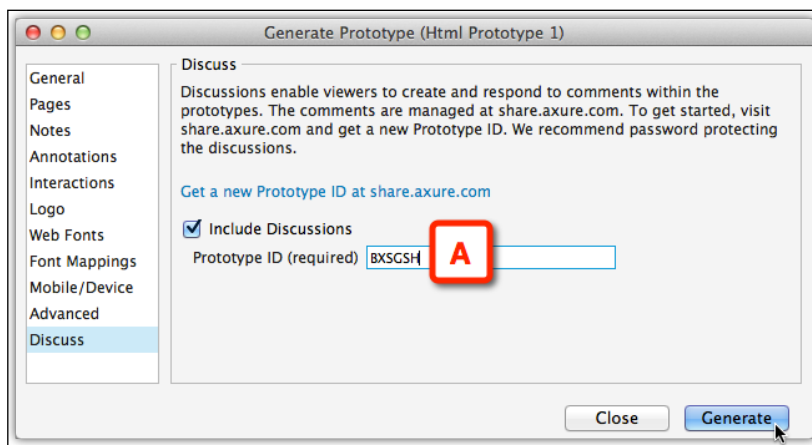 Generate Prototype (Html Prototype 1)
General
Pages
Notes
Annotations
Interactions
Logo
Web Fonts
Font Mappings
Mobile/Device
Advanced
Discuss
Discuss
Discussions enable viewers to create and respond to comments within the
prototypes. The comments are managed at share.axure.com. To get started, visit
share.axure.com and get a new Prototype ID. We recommend password protecting
the discussions.
Get a new Prototype ID at share.axure.com
Include Discussions
Prototype ID (required) BXSGSH A
Close Generate